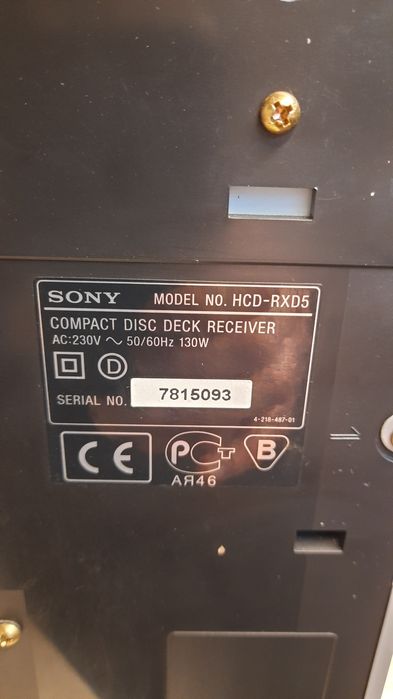 SONY MODEL NO. HCD-RXD5
COMPACT DISC DECK RECEIVER
AC:230V ～ 50/60Hz 130W
D
SERIAL NO. 7815093
4-218-487-01
CE PCT B
АЯ46